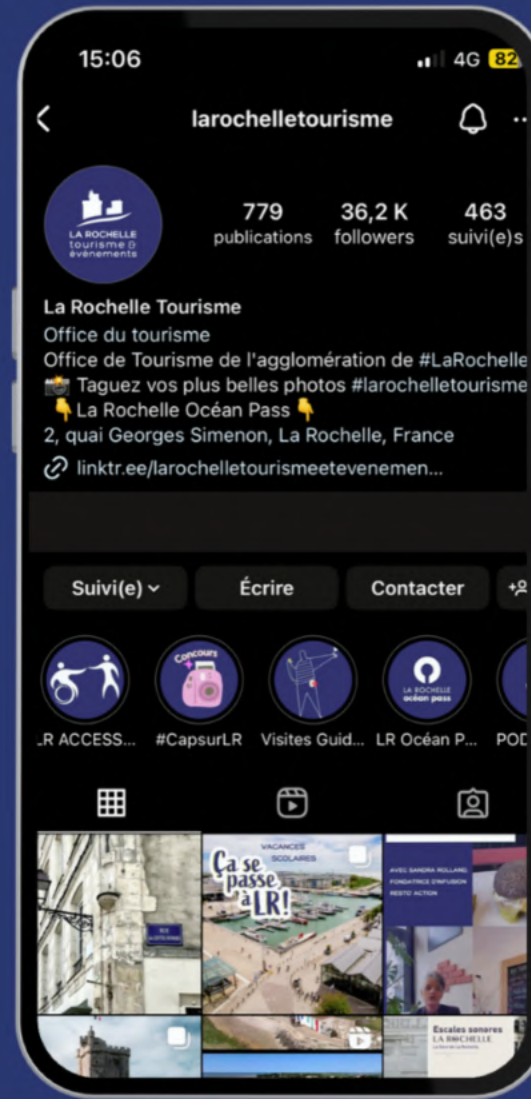 15:06
4G 82
larochelletourisme
LA ROCHELLE
tourisme &
évènements
779
publications
36,2 K
followers
463
suivi(e)s
La Rochelle Tourisme
Office du tourisme
Office de Tourisme de l'agglomération de #LaRochelle
Taguez vos plus belles photos #larochelletourisme
La Rochelle Océan Pass
2, quai Georges Simenon, La Rochelle, France
linktr.ee/larochelletourismeetevenemen...
Suivi(e)
Écrire
Contacter
Concours
LA ROCHELLE
océan pass
LR ACCESS...
#CapsurLR
Visites Guid...
LR Océan P...
POD
RUE
VACANCES
SCOLAIRES
Ça se
passe
à LR!
AVEC SANDRA ROLLAND,
FONDATRICE D'INFUSION
RESTO' ACTION
Escales sonores
LA ROCHELLE